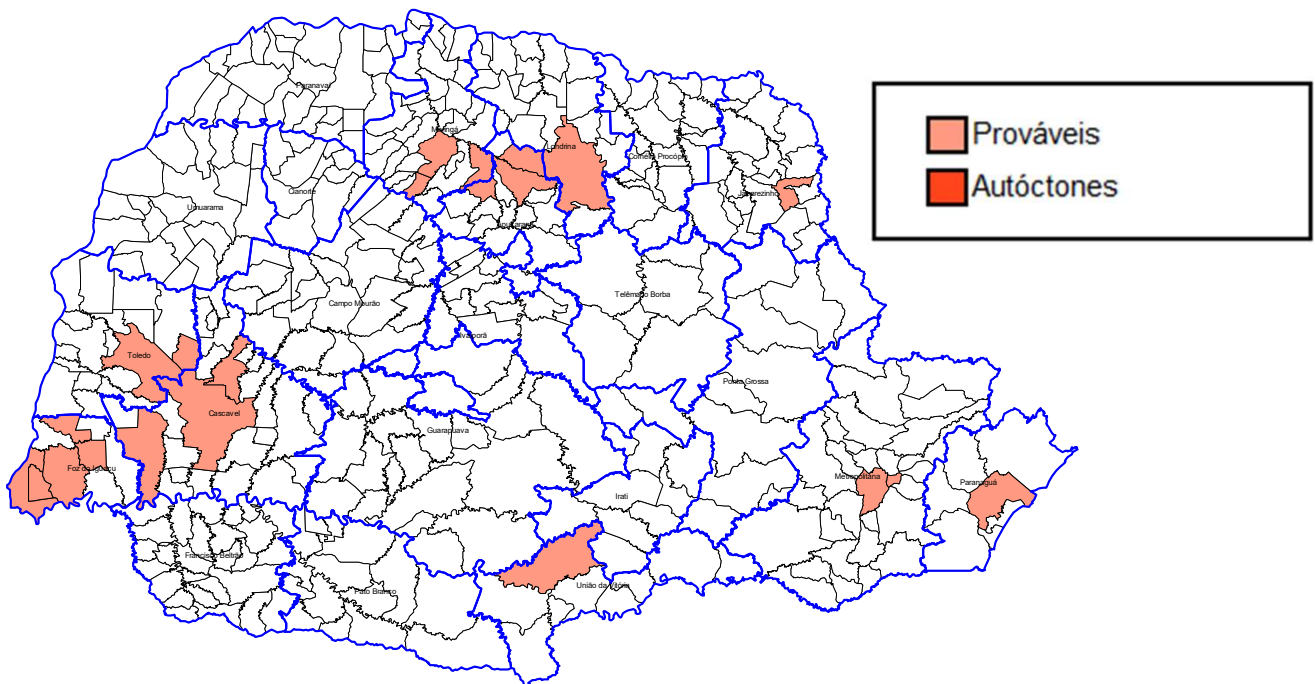 Paranavaí
Maringá
Londrina
Cornélio Procópio
Prováveis
Autóctones
Jacarezinho
Cianorte
Umuarama
Apucarana
Campo Mourão
Telêmaco Borba
Ivaiporã
Toledo
Ponta Grossa
Cascavel
Guarapuava
Foz do Iguaçu
Metropolitana
Paranaguá
Irati
Francisco Beltrão
União da Vitória
Pato Branco